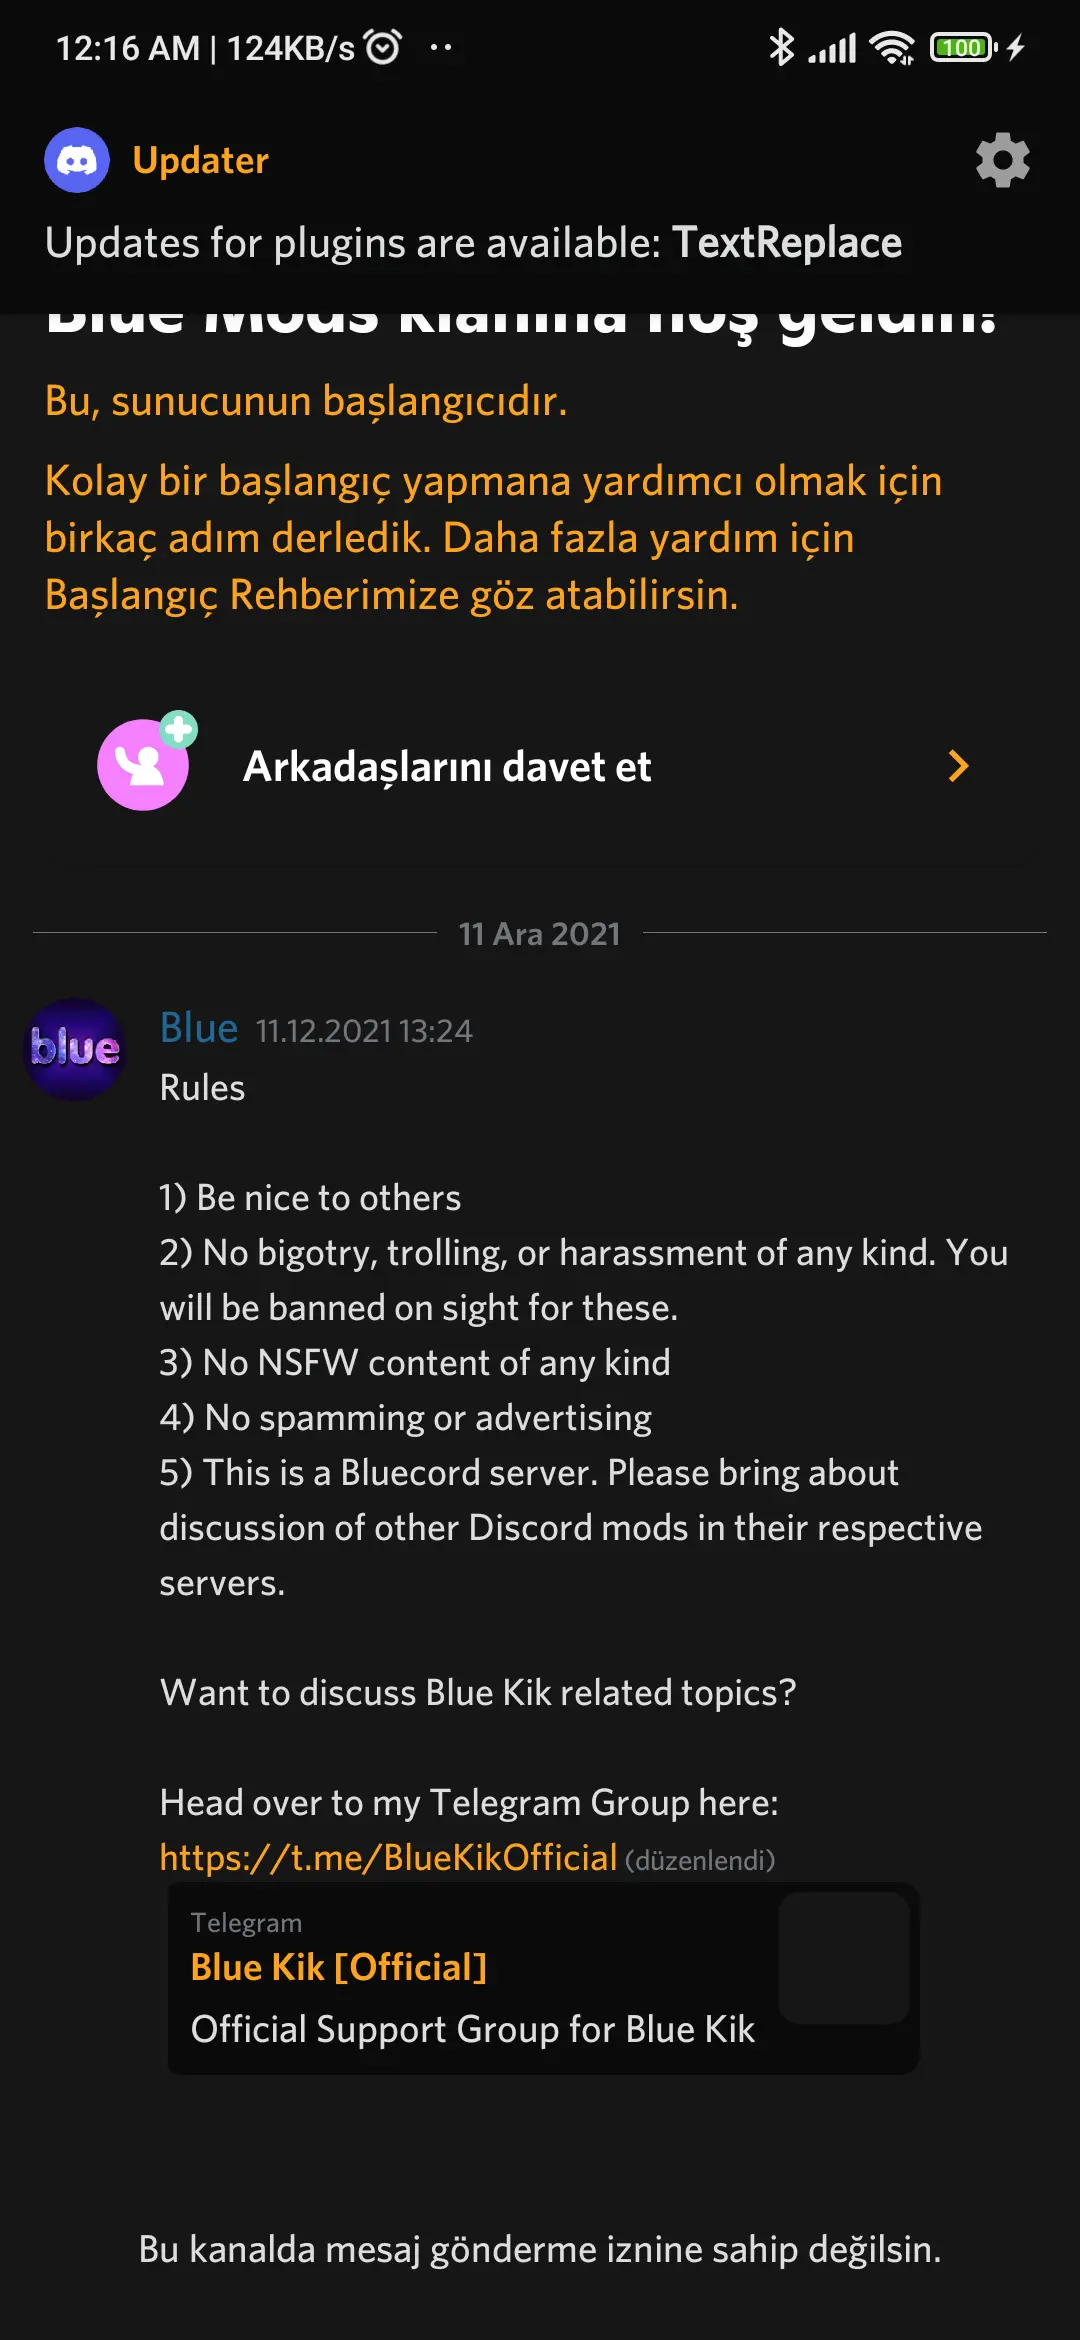 12:16 AM | 124KB/s
100
Updater
Updates for plugins are available: TextReplace
Blue Mods klanına hoş geldin!
Bu, sunucunun başlangıcıdır.
Kolay bir başlangıç yapmana yardımcı olmak için
birkaç adım derledik. Daha fazla yardım için
Başlangıç Rehberimize göz atabilirsin.
Arkadaşlarını davet et
11 Ara 2021
blue
Blue 11.12.2021 13:24
Rules
1) Be nice to others
2) No bigotry, trolling, or harassment of any kind. You
will be banned on sight for these.
3) No NSFW content of any kind
4) No spamming or advertising
5) This is a Bluecord server. Please bring about
discussion of other Discord mods in their respective
servers.
Want to discuss Blue Kik related topics?
Head over to my Telegram Group here:
https://t.me/BlueKikOfficial (düzenlendi)
Telegram
Blue Kik [Official]
Official Support Group for Blue Kik
Bu kanalda mesaj gönderme iznine sahip değilsin.